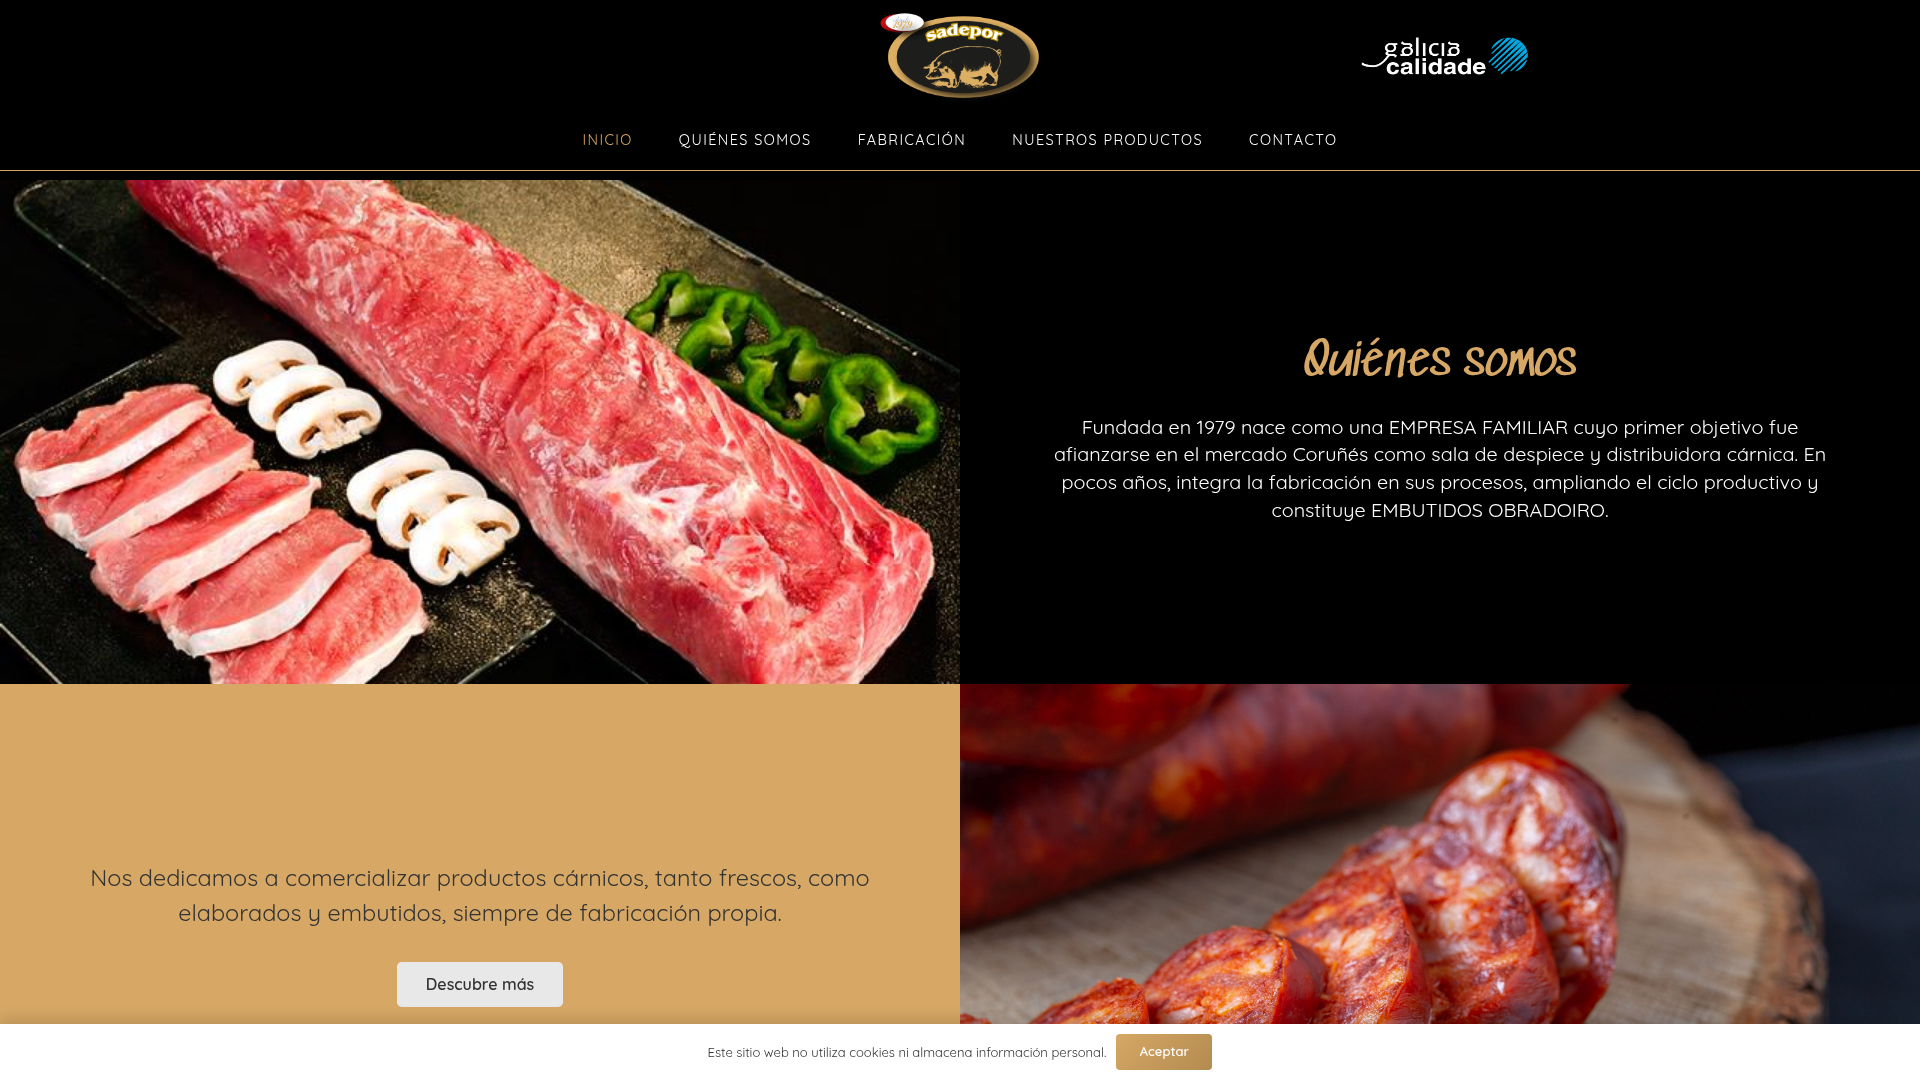 sadepor
galicia
calidade
INICIO
QUIÉNES SOMOS
FABRICACIÓN
NUESTROS PRODUCTOS
CONTACTO
Quiénes somos
Fundada en 1979 nace como una EMPRESA FAMILIAR cuyo primer objetivo fue
afianzarse en el mercado Coruñés como sala de despiece y distribuidora cárnica. En
pocos años, integra la fabricación en sus procesos, ampliando el ciclo productivo y
constituye EMBUTIDOS OBRADOIRO.
Nos dedicamos a comercializar productos cárnicos, tanto frescos, como
elaborados y embutidos, siempre de fabricación propia.
Descubre más
Este sitio web no utiliza cookies ni almacena información personal.
Aceptar